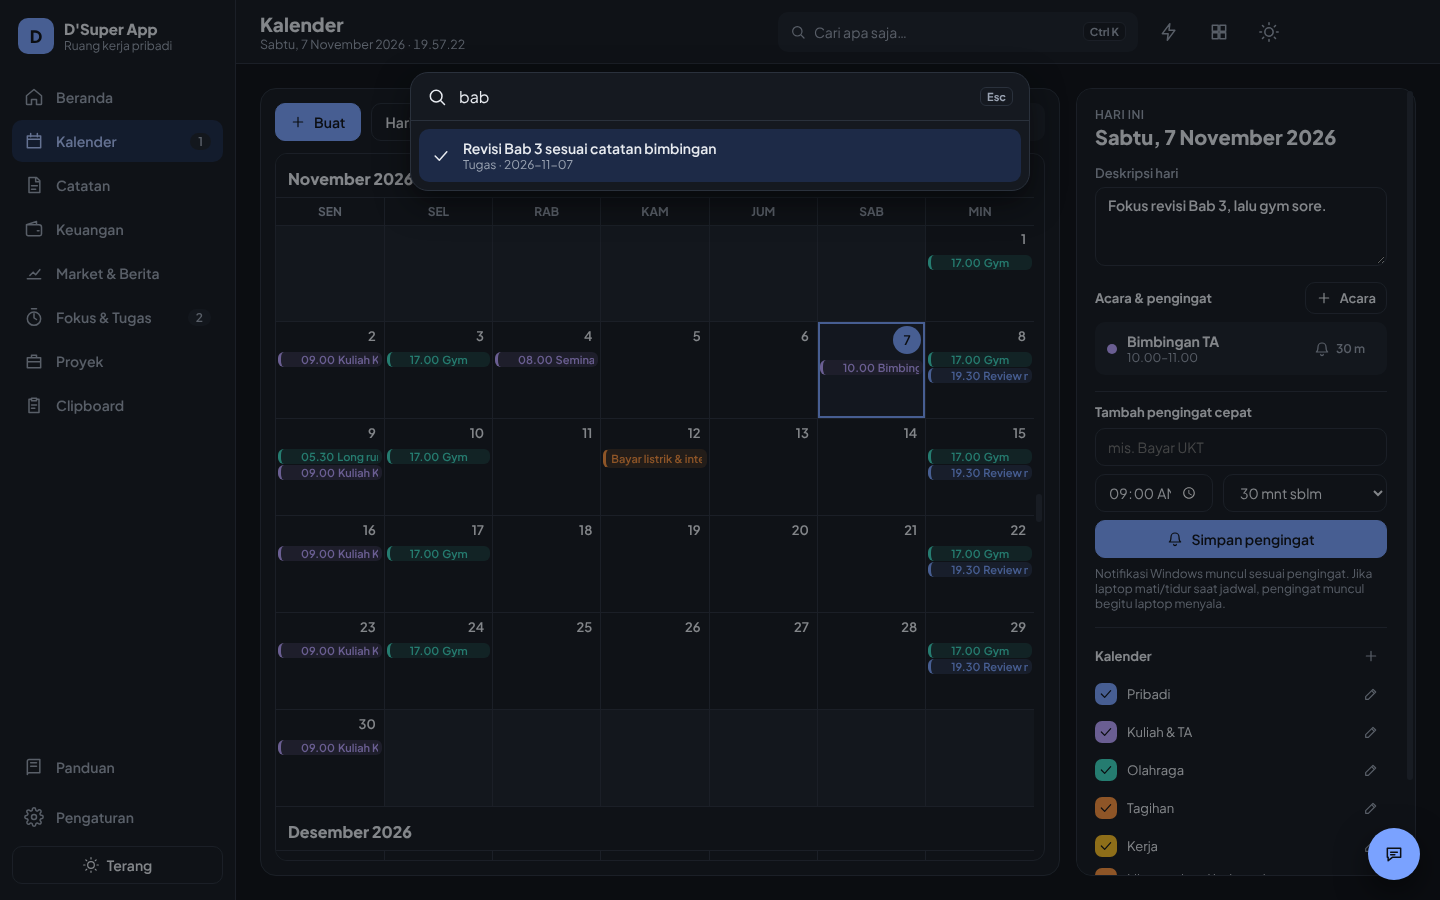 D
D'Super App
Ruang kerja pribadi
Beranda
Kalender
1
Catatan
Keuangan
Market & Berita
Fokus & Tugas
2
Proyek
Clipboard
Panduan
Pengaturan
Terang
Kalender
Sabtu, 7 November 2026 · 19.57.22
Cari apa saja...
Ctrl K
bab
Esc
Revisi Bab 3 sesuai catatan bimbingan
Tugas · 2026-11-07
Buat
Har
November 2026
SEN SEL RAB KAM JUM SAB MIN
1
17.00 Gym
2 3 4 5 6 7 8
09.00 Kuliah K
17.00 Gym
08.00 Semina
10.00 Bimbing
17.00 Gym
19.30 Review r
9 10 11 12 13 14 15
05.30 Long ru
09.00 Kuliah K
17.00 Gym
Bayar listrik & inte
17.00 Gym
19.30 Review r
16 17 18 19 20 21 22
09.00 Kuliah K
17.00 Gym
17.00 Gym
19.30 Review r
23 24 25 26 27 28 29
09.00 Kuliah K
17.00 Gym
17.00 Gym
19.30 Review r
30
09.00 Kuliah K
Desember 2026
HARI INI
Sabtu, 7 November 2026
Deskripsi hari
Fokus revisi Bab 3, lalu gym sore.
Acara & pengingat
Acara
Bimbingan TA
10.00–11.00
30 m
Tambah pengingat cepat
mis. Bayar UKT
09:00 AM
30 mnt sblm
Simpan pengingat
Notifikasi Windows muncul sesuai pengingat. Jika
laptop mati/tidur saat jadwal, pengingat muncul
begitu laptop menyala.
Kalender
Pribadi
Kuliah & TA
Olahraga
Tagihan
Kerja